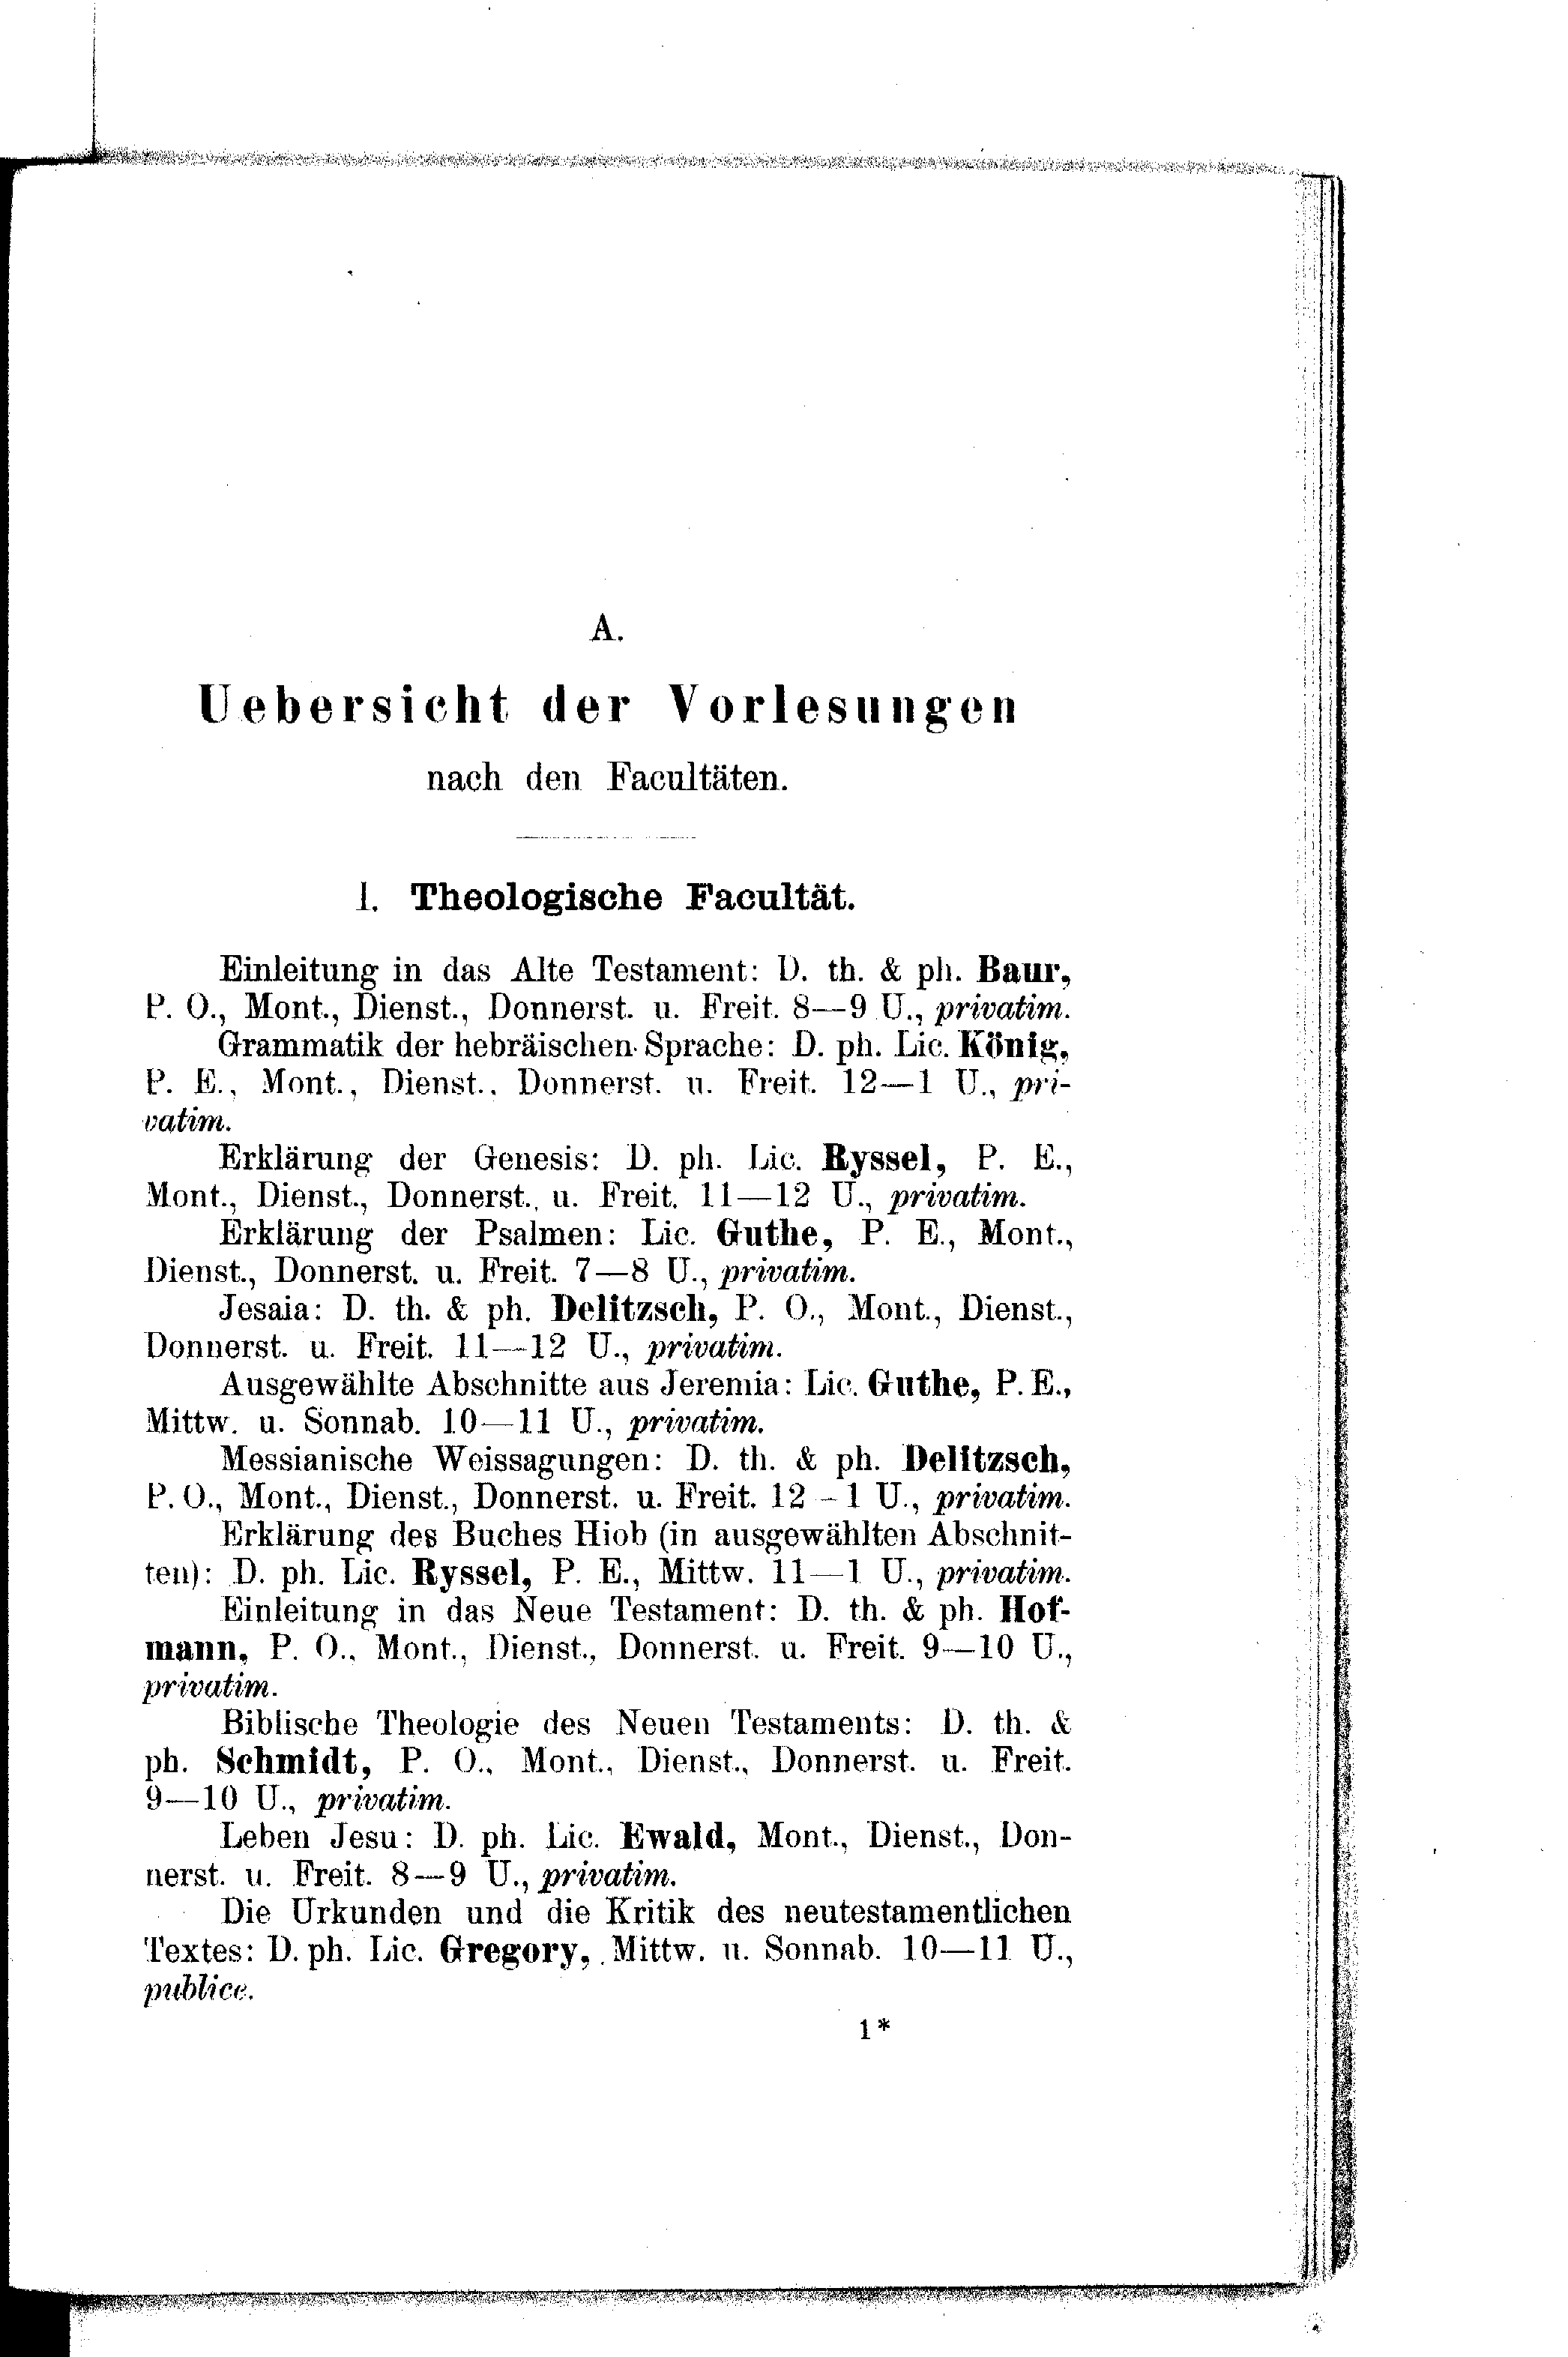 A.
Uebersicht der Vorlesungen
nach den Facultäten.
I. Theologische Facultät.
Einleitung in das Alte Testament: D. th. & ph. Baur,
P. O., Mont., Dienst., Donnerst. u. Freit. 8—9 U., privatim.
Grammatik der hebräischen Sprache: D. ph. Lic. König,
P. E., Mont., Dienst., Donnerst. u. Freit. 12—1 U., pri-
vatim.
Erklärung der Genesis: D. ph. Lic. Ryssel, P. E.,
Mont., Dienst., Donnerst. u. Freit. 11—12 U., privatim.
Erklärung der Psalmen: Lic. Guthe, P. E., Mont.,
Dienst., Donnerst. u. Freit. 7—8 U., privatim.
Jesaia: D. th. & ph. Delitzsch, P. O., Mont., Dienst.,
Donnerst. u. Freit. 11—12 U., privatim.
Ausgewählte Abschnitte aus Jeremia: Lic. Guthe, P. E.,
Mittw. u. Sonnab. 10—11 U., privatim.
Messianische Weissagungen: D. th. & ph. Delitzsch,
P. O., Mont., Dienst., Donnerst. u. Freit. 12—1 U., privatim.
Erklärung des Buches Hiob (in ausgewählten Abschnit-
ten): D. ph. Lic. Ryssel, P. E., Mittw. 11—1 U., privatim.
Einleitung in das Neue Testament: D. th. & ph. Hof-
mann, P. O., Mont., Dienst., Donnerst. u. Freit. 9—10 U.,
privatim.
Biblische Theologie des Neuen Testaments: D. th. &
ph. Schmidt, P. O., Mont., Dienst., Donnerst. u. Freit.
9—10 U., privatim.
Leben Jesu: D. ph. Lic. Ewald, Mont., Dienst., Don-
nerst. u. Freit. 8—9 U., privatim.
Die Urkunden und die Kritik des neutestamentlichen
Textes: D. ph. Lic. Gregory, Mittw. u. Sonnab. 10—11 U.,
publice.
1*